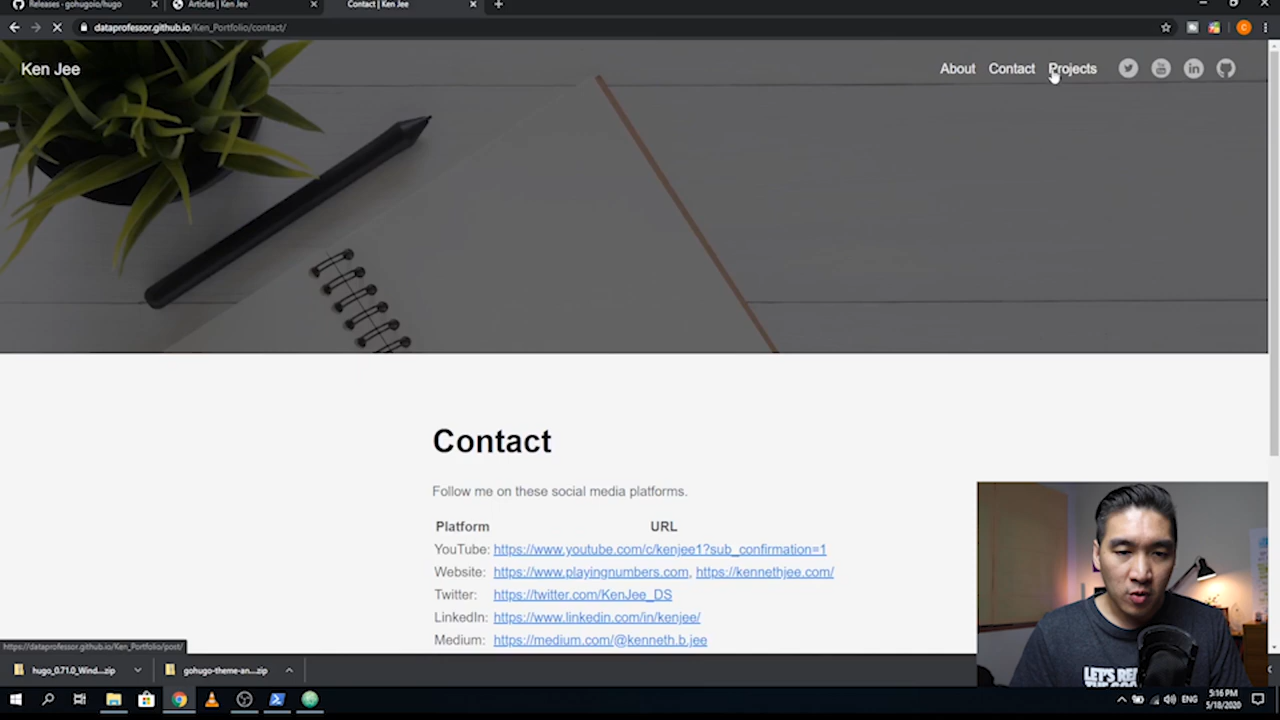 Releases · gohugoio/hugo
Articles | Ken Jee
Contact | Ken Jee
dataprofessor.github.io/Ken_Portfolio/contact/
Ken Jee
About Contact Projects
Contact
Follow me on these social media platforms.
Platform URL
YouTube: https://www.youtube.com/c/kenjee1?sub_confirmation=1
Website: https://www.playingnumbers.com, https://kennethjee.com/
Twitter: https://twitter.com/KenJee_DS
LinkedIn: https://www.linkedin.com/in/kenjee/
Medium: https://medium.com/@kenneth.b.jee
https://dataprofessor.github.io/Ken_Portfolio/post/
LET'S
hugo_0.71.0_Wind....zip
gohugo-theme-an....zip
ENG
5:16 PM
5/18/2020